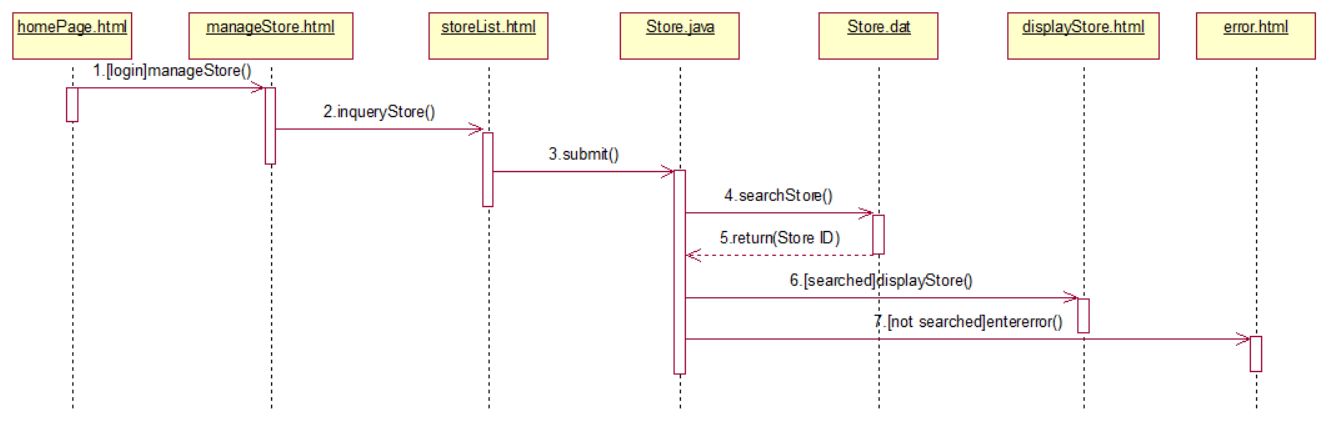 homePage.html
manageStore.html
storeList.html
Store.java
Store.dat
displayStore.html
error.html
1.[login]manageStore()
2.inqueryStore()
3.submit()
4.searchStore()
5.return(Store ID)
6.[searched]displayStore()
7.[not searched]entererror()